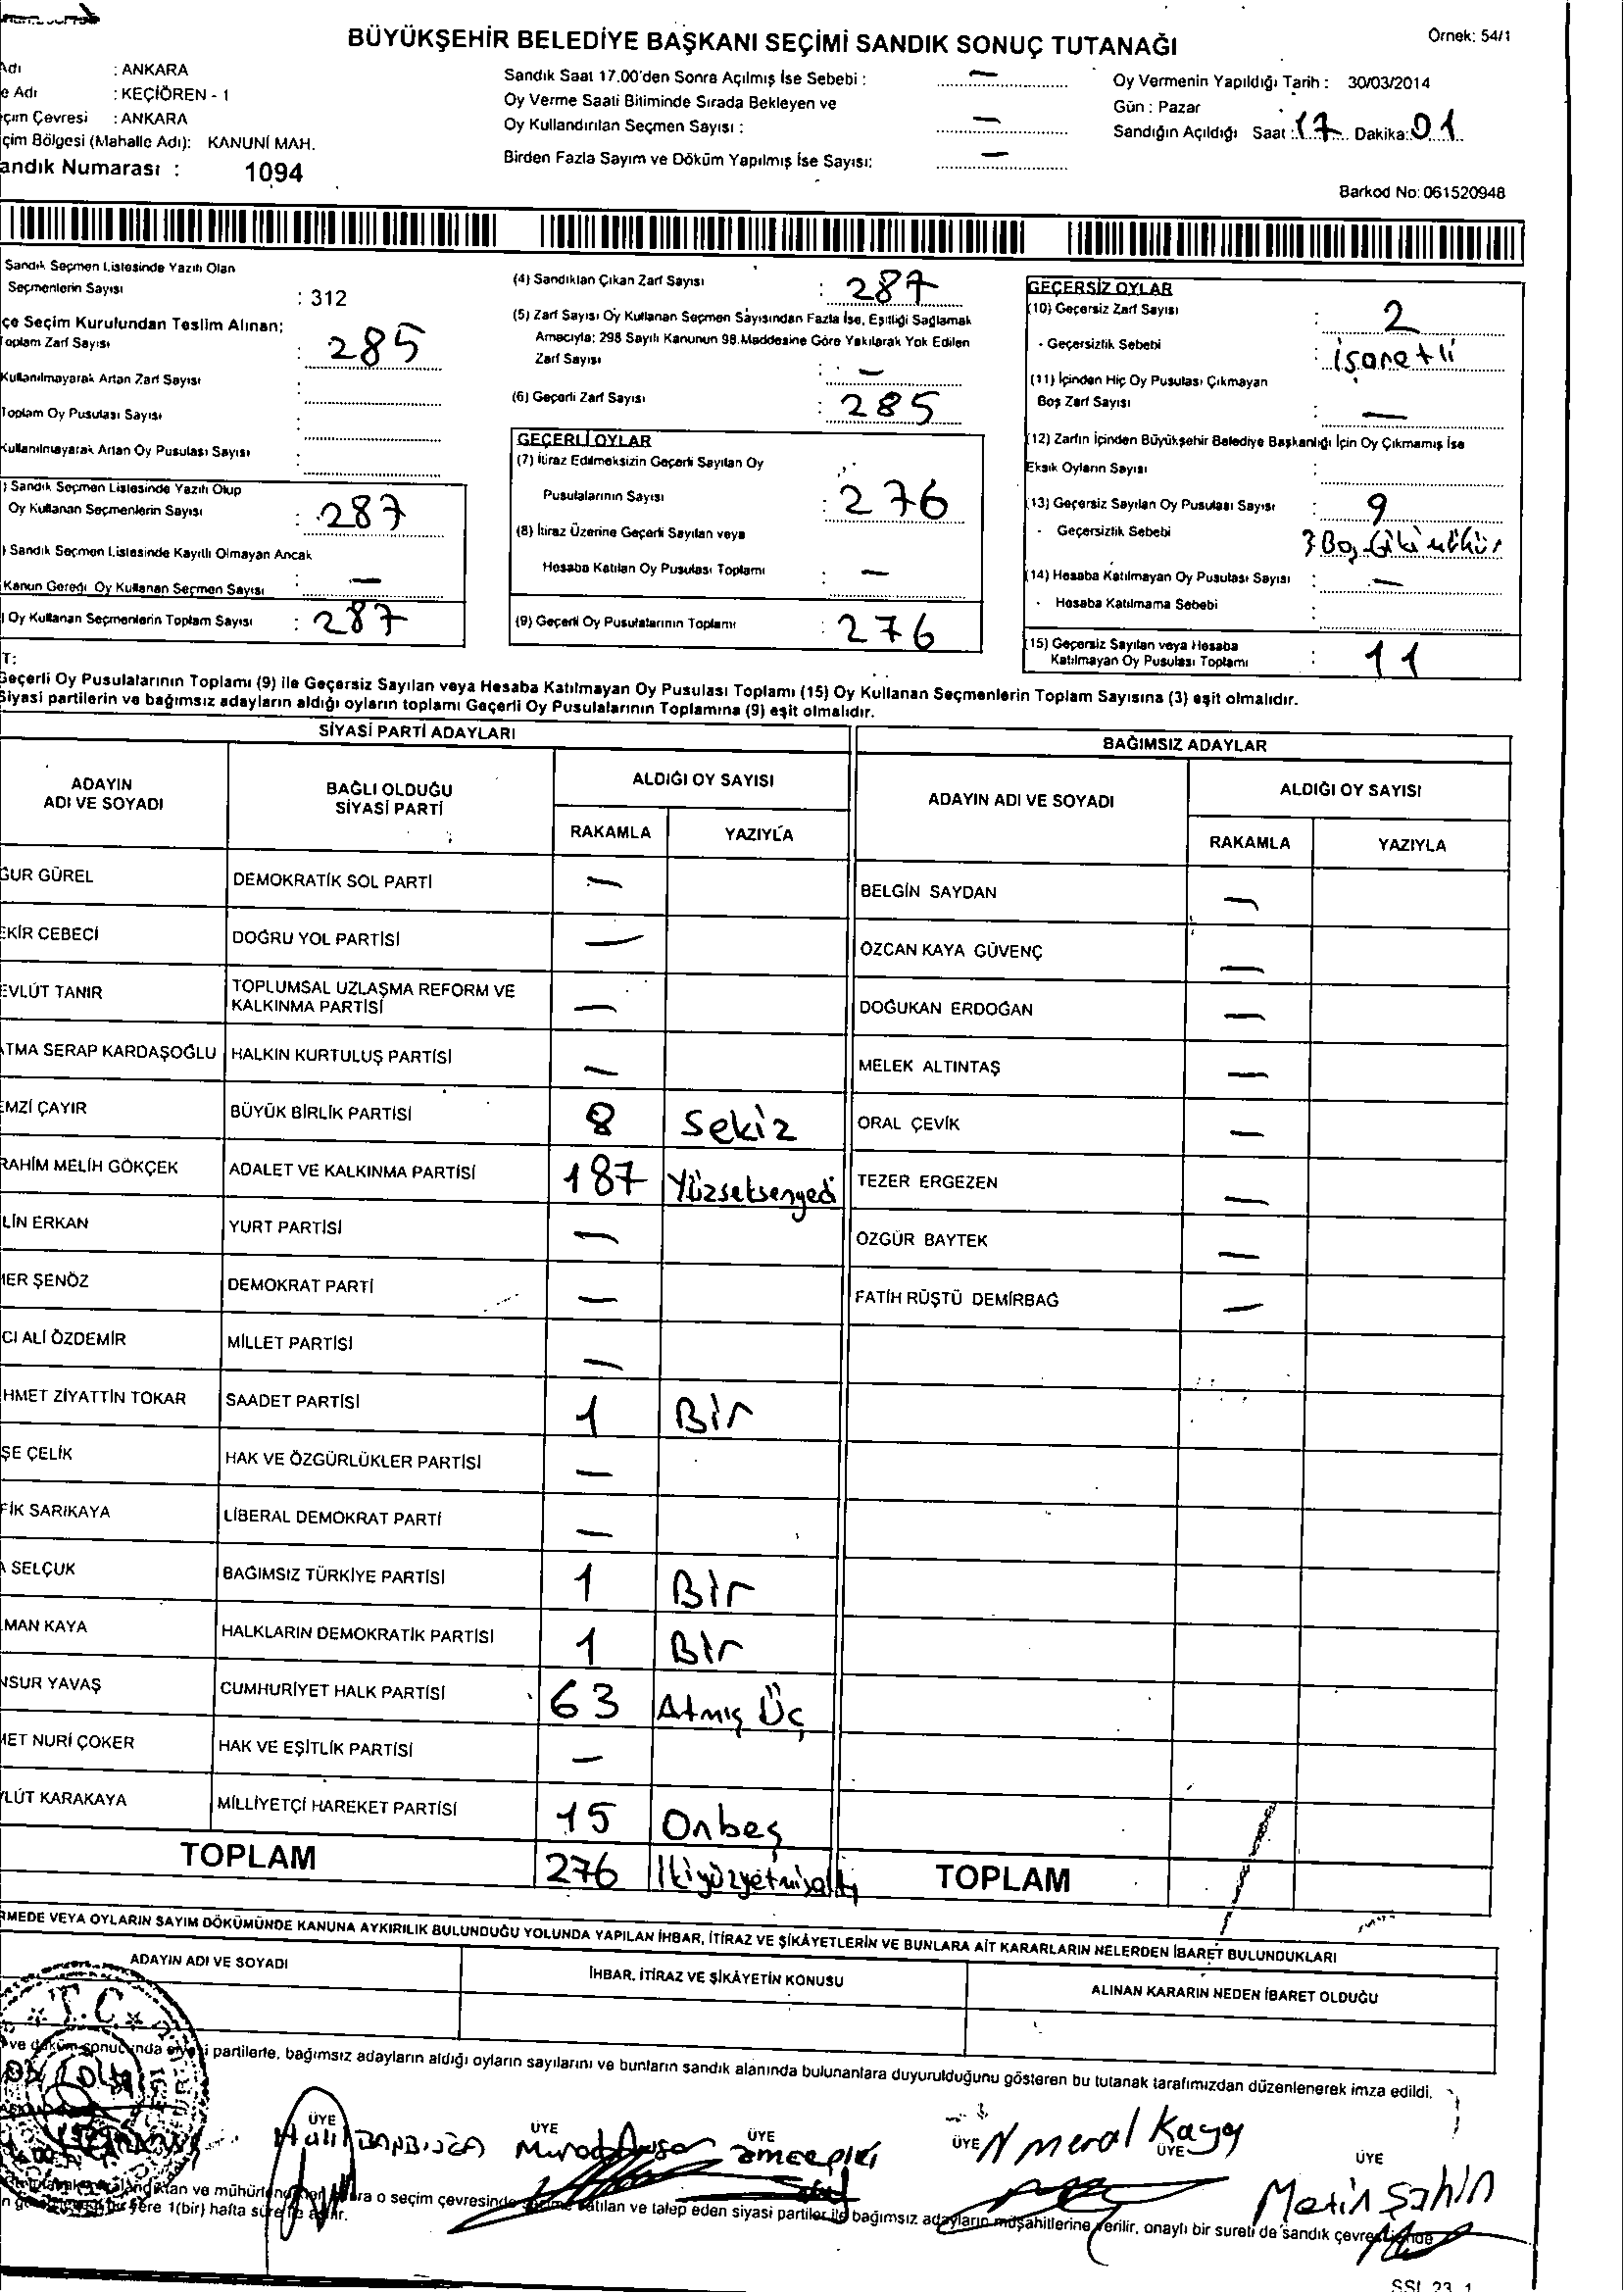 BÜYÜKŞEHİR BELEDİYE BAŞKANI SEÇİMİ SANDIK SONUÇ TUTANAĞI
Örnek: 54/1
Adı : ANKARA
e Adı : KEÇİÖREN - 1
çim Çevresi : ANKARA
çim Bölgesi (Mahalle Adı): KANUNİ MAH.
andık Numarası : 1094
Sandık Saat 17.00'den Sonra Açılmış İse Sebebi : —
Oy Verme Saati Bitiminde Sırada Bekleyen ve
Oy Kullandırılan Seçmen Sayısı : —
Birden Fazla Sayım ve Döküm Yapılmış İse Sayısı: —
Oy Vermenin Yapıldığı Tarih : 30/03/2014
Gün : Pazar
Sandığın Açıldığı Saat : 17 Dakika: 01
Barkod No: 061520948
Sandık Seçmen Listesinde Yazılı Olan
Seçmenlerin Sayısı : 312
çe Seçim Kurulundan Teslim Alınan;
Toplam Zarf Sayısı : 285
Kullanılmayarak Artan Zarf Sayısı :
Toplam Oy Pusulası Sayısı :
Kullanılmayarak Artan Oy Pusulası Sayısı :
) Sandık Seçmen Listesinde Yazılı Olup
Oy Kullanan Seçmenlerin Sayısı : 287
) Sandık Seçmen Listesinde Kayıtlı Olmayan Ancak
Kanun Gereği Oy Kullanan Seçmen Sayısı : —
) Oy Kullanan Seçmenlerin Toplam Sayısı : 287
(4) Sandıktan Çıkan Zarf Sayısı : 287
(5) Zarf Sayısı Oy Kullanan Seçmen Sayısından Fazla İse, Eşitliği Sağlamak
Amacıyla; 298 Sayılı Kanunun 98.Maddesine Göre Yakılarak Yok Edilen
Zarf Sayısı : —
(6) Geçerli Zarf Sayısı : 285
GEÇERLİ OYLAR
(7) İtiraz Edilmeksizin Geçerli Sayılan Oy
Pusulalarının Sayısı : 276
(8) İtiraz Üzerine Geçerli Sayılan veya
Hesaba Katılan Oy Pusulası Toplamı : —
(9) Geçerli Oy Pusulalarının Toplamı : 276
GEÇERSİZ OYLAR
(10) Geçersiz Zarf Sayısı : 2
- Geçersizlik Sebebi : işaretli
(11) İçinden Hiç Oy Pusulası Çıkmayan
Boş Zarf Sayısı : —
(12) Zarfın İçinden Büyükşehir Belediye Başkanlığı İçin Oy Çıkmamış İse
Eksik Oyların Sayısı :
(13) Geçersiz Sayılan Oy Pusulası Sayısı : 9
- Geçersizlik Sebebi 3 Boş
(14) Hesaba Katılmayan Oy Pusulası Sayısı : —
- Hesaba Katılmama Sebebi :
(15) Geçersiz Sayılan veya Hesaba
Katılmayan Oy Pusulası Toplamı : 11
T:
Geçerli Oy Pusulalarının Toplamı (9) ile Geçersiz Sayılan veya Hesaba Katılmayan Oy Pusulası Toplamı (15) Oy Kullanan Seçmenlerin Toplam Sayısına (3) eşit olmalıdır.
Siyasi partilerin ve bağımsız adayların aldığı oyların toplamı Geçerli Oy Pusulalarının Toplamına (9) eşit olmalıdır.
SİYASİ PARTİ ADAYLARI
ADAYIN ADI VE SOYADI
BAĞLI OLDUĞU SİYASİ PARTİ
ALDIĞI OY SAYISI
RAKAMLA YAZIYLA
ĞUR GÜREL DEMOKRATİK SOL PARTİ —
EKİR CEBECİ DOĞRU YOL PARTİSİ —
EVLÜT TANIR TOPLUMSAL UZLAŞMA REFORM VE KALKINMA PARTİSİ —
ATMA SERAP KARDAŞOĞLU HALKIN KURTULUŞ PARTİSİ —
EMZİ ÇAYIR BÜYÜK BİRLİK PARTİSİ 8 Sekiz
RAHİM MELİH GÖKÇEK ADALET VE KALKINMA PARTİSİ 187 Yüzseksenyedi
LİN ERKAN YURT PARTİSİ —
MER ŞENÖZ DEMOKRAT PARTİ —
CI ALİ ÖZDEMİR MİLLET PARTİSİ —
HMET ZİYATTİN TOKAR SAADET PARTİSİ 1 Bir
ŞE ÇELİK HAK VE ÖZGÜRLÜKLER PARTİSİ —
FİK SARIKAYA LİBERAL DEMOKRAT PARTİ —
A SELÇUK BAĞIMSIZ TÜRKİYE PARTİSİ 1 Bir
MAN KAYA HALKLARIN DEMOKRATİK PARTİSİ 1 Bir
NSUR YAVAŞ CUMHURİYET HALK PARTİSİ 63 Atmış Üç
MET NURİ ÇOKER HAK VE EŞİTLİK PARTİSİ —
VLÜT KARAKAYA MİLLİYETÇİ HAREKET PARTİSİ 15 Onbeş
TOPLAM 276 İkiyüzyetmişaltı
BAĞIMSIZ ADAYLAR
ADAYIN ADI VE SOYADI
ALDIĞI OY SAYISI
RAKAMLA YAZIYLA
BELGİN SAYDAN —
ÖZCAN KAYA GÜVENÇ —
DOĞUKAN ERDOĞAN —
MELEK ALTINTAŞ —
ORAL ÇEVİK —
TEZER ERGEZEN —
ÖZGÜR BAYTEK —
FATİH RÜŞTÜ DEMİRBAĞ —
TOPLAM
RMEDE VEYA OYLARIN SAYIM DÖKÜMÜNDE KANUNA AYKIRILIK BULUNDUĞU YOLUNDA YAPILAN İHBAR, İTİRAZ VE ŞİKÂYETLERİN VE BUNLARA AİT KARARLARIN NELERDEN İBARET BULUNDUKLARI
ADAYIN ADI VE SOYADI
İHBAR, İTİRAZ VE ŞİKÂYETİN KONUSU
ALINAN KARARIN NEDEN İBARET OLDUĞU
T.C.
ve döküm sonucunda siyasi partilerle, bağımsız adayların aldığı oyların sayılarını ve bunların sandık alanında bulunanlara duyurulduğunu gösteren bu tutanak tarafımızdan düzenlenerek imza edildi.
ÜYE ÜYE ÜYE ÜYE ÜYE ÜYE
Halil
Meral Kaya
Metin Şahin
ve mühür
ra o seçim çevresinde seçime katılan ve talep eden siyasi partiler ile bağımsız adayların müşahitlerine verilir, onaylı bir sureti de sandık çevresinde
bir yere 1(bir) hafta süre ile asılır.